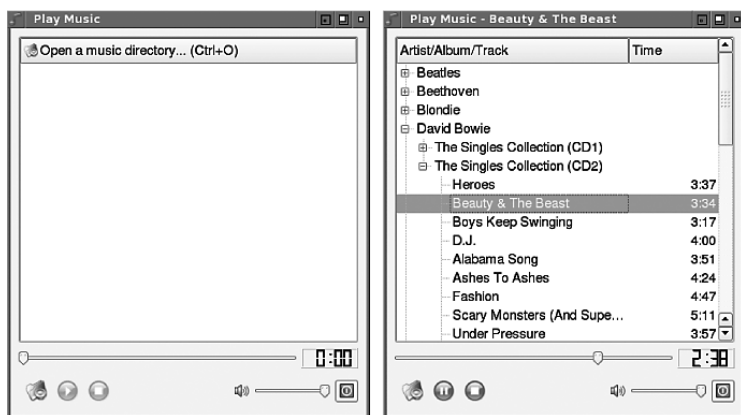 Play Music
Open a music directory... (Ctrl+O)
0:00
Play Music - Beauty & The Beast
Artist/Album/Track Time
Beatles
Beethoven
Blondie
David Bowie
The Singles Collection (CD1)
The Singles Collection (CD2)
Heroes 3:37
Beauty & The Beast 3:34
Boys Keep Swinging 3:17
D.J. 4:00
Alabama Song 3:51
Ashes To Ashes 4:24
Fashion 4:47
Scary Monsters (And Supe... 5:11
Under Pressure 3:57
2:38